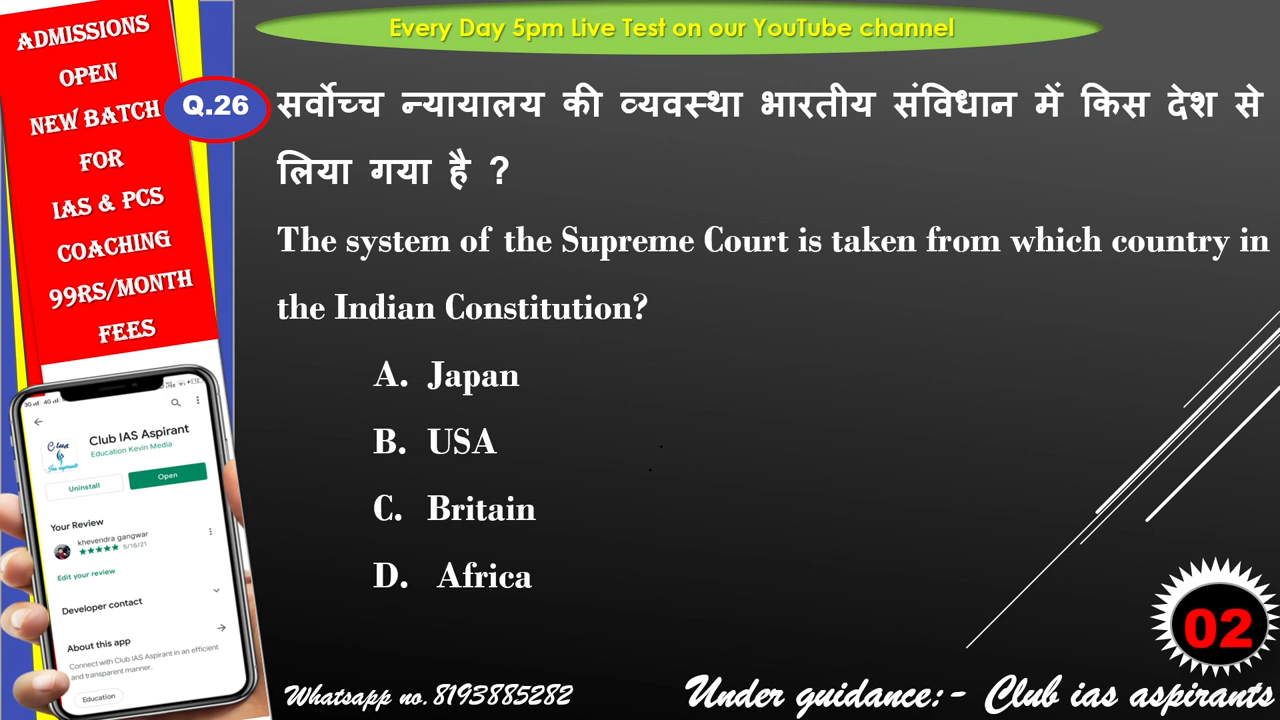 Every Day 5pm Live Test on our YouTube channel
ADMISSIONS
OPEN
NEW BATCH
FOR
IAS & PCS
COACHING
99RS/MONTH
FEES
Q.26
सर्वोच्च न्यायालय की व्यवस्था भारतीय संविधान में किस देश से
लिया गया है ?
The system of the Supreme Court is taken from which country in
the Indian Constitution?
A. Japan
B. USA
C. Britain
D. Africa
Club IAS Aspirant
Education Kevin Media
Uninstall
Open
Your Review
khevendra gangwar
5/16/21
Edit your review
Developer contact
About this app
Connect with Club IAS Aspirant in an efficient
and transparent manner.
Education
02
Whatsapp no. 8193885282
Under guidance:- Club ias aspirants